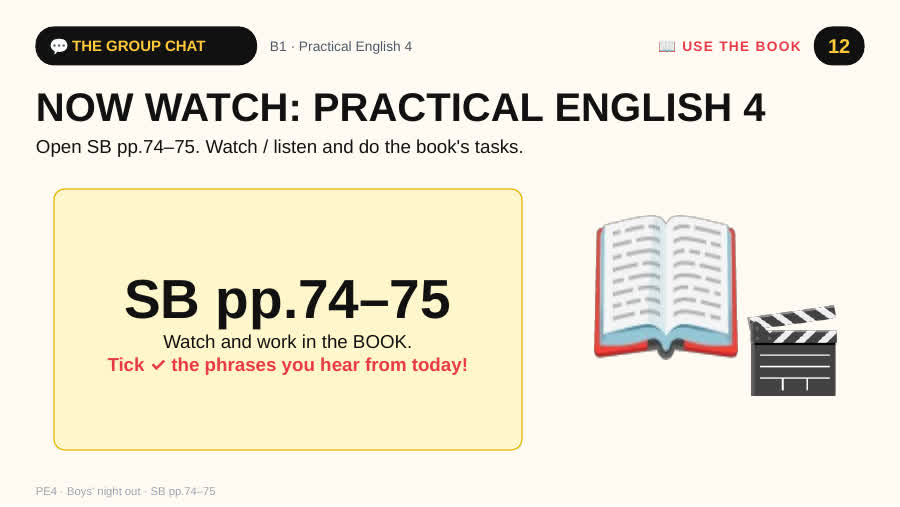 💬 THE GROUP CHAT
B1 · Practical English 4
📖 USE THE BOOK
12
NOW WATCH: PRACTICAL ENGLISH 4
Open SB pp.74–75. Watch / listen and do the book's tasks.
SB pp.74–75
Watch and work in the BOOK.
Tick ✓ the phrases you hear from today!
PE4 · Boys' night out · SB pp.74–75